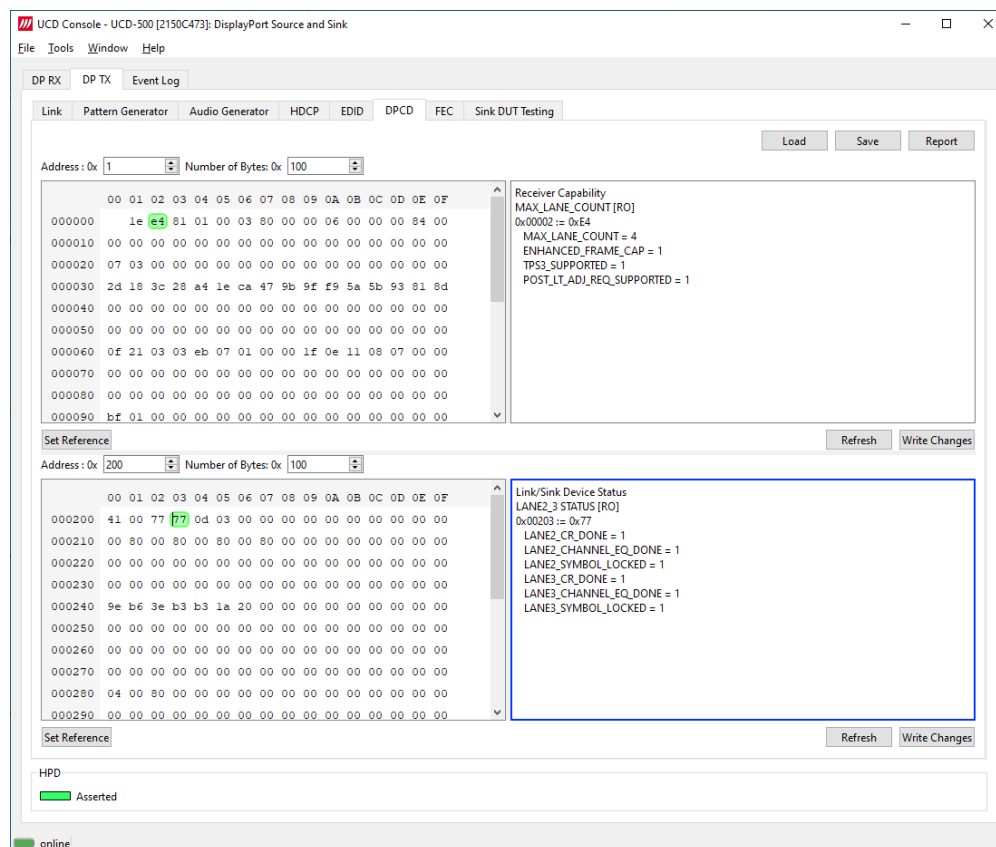 UCD Console - UCD-500 [2150C473]: DisplayPort Source and Sink
File Tools Window Help
DP RX DP TX Event Log
Link Pattern Generator Audio Generator HDCP EDID DPCD FEC Sink DUT Testing
Load Save Report
Address : 0x 1 Number of Bytes: 0x 100
00 01 02 03 04 05 06 07 08 09 0A 0B 0C 0D 0E 0F
000000 1e e4 81 01 00 03 80 00 00 06 00 00 00 84 00
000010 00 00 00 00 00 00 00 00 00 00 00 00 00 00 00 00
000020 07 03 00 00 00 00 00 00 00 00 00 00 00 00 00 00
000030 2d 18 3c 28 a4 1e ca 47 9b 9f f9 5a 5b 93 81 8d
000040 00 00 00 00 00 00 00 00 00 00 00 00 00 00 00 00
000050 00 00 00 00 00 00 00 00 00 00 00 00 00 00 00 00
000060 0f 21 03 03 eb 07 01 00 00 1f 0e 11 08 07 00 00
000070 00 00 00 00 00 00 00 00 00 00 00 00 00 00 00 00
000080 00 00 00 00 00 00 00 00 00 00 00 00 00 00 00 00
000090 bf 01 00 00 00 00 00 00 00 00 00 00 00 00 00 00
Receiver Capability
MAX_LANE_COUNT [RO]
0x00002 := 0xE4
MAX_LANE_COUNT = 4
ENHANCED_FRAME_CAP = 1
TPS3_SUPPORTED = 1
POST_LT_ADJ_REQ_SUPPORTED = 1
Set Reference Refresh Write Changes
Address : 0x 200 Number of Bytes: 0x 100
00 01 02 03 04 05 06 07 08 09 0A 0B 0C 0D 0E 0F
000200 41 00 77 77 0d 03 00 00 00 00 00 00 00 00 00 00
000210 00 80 00 80 00 80 00 80 00 00 00 00 00 00 00 00
000220 00 00 00 00 00 00 00 00 00 00 00 00 00 00 00 00
000230 00 00 00 00 00 00 00 00 00 00 00 00 00 00 00 00
000240 9e b6 3e b3 b3 1a 20 00 00 00 00 00 00 00 00 00
000250 00 00 00 00 00 00 00 00 00 00 00 00 00 00 00 00
000260 00 00 00 00 00 00 00 00 00 00 00 00 00 00 00 00
000270 00 00 00 00 00 00 00 00 00 00 00 00 00 00 00 00
000280 04 00 80 00 00 00 00 00 00 00 00 00 00 00 00 00
000290 00 00 00 00 00 00 00 00 00 00 00 00 00 00 00 00
Link/Sink Device Status
LANE2_3 STATUS [RO]
0x00203 := 0x77
LANE2_CR_DONE = 1
LANE2_CHANNEL_EQ_DONE = 1
LANE2_SYMBOL_LOCKED = 1
LANE3_CR_DONE = 1
LANE3_CHANNEL_EQ_DONE = 1
LANE3_SYMBOL_LOCKED = 1
Set Reference Refresh Write Changes
HPD
Asserted
online